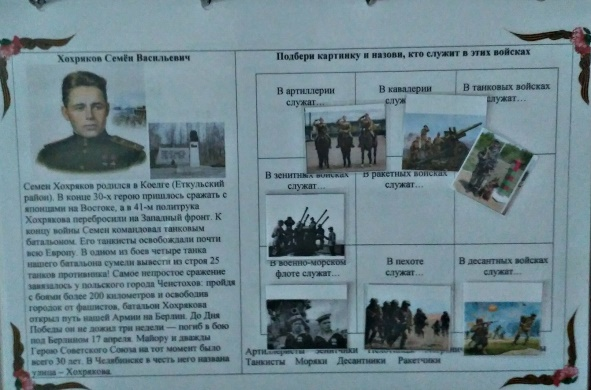 Хохряков Семён Васильевич
Семен Хохряков родился в Коелге (Еткульский
район). В конце 30-х герою пришлось сражать с
японцами на Востоке, а в 41-м политрука
Хохрякова перебросили на Западный фронт. К
концу войны Семен командовал танковым
батальоном. Его танкисты освобождали почти
всю Европу. В одном из боев четыре танка
нашего батальона сумели вывести из строя 25
танков противника! Самое непростое сражение
завязалось у польского города Ченстохов: пройдя
с боями более 200 километров и освободив
городок от фашистов, батальон Хохрякова
открыл путь нашей Армии на Берлин. До Дня
Победы он не дожил три недели — погиб в бою
под Берлином 17 апреля. Майору и дважды
Герою Советского Союза на тот момент было
всего 30 лет. В Челябинске в честь него названа
улица – Хохрякова.
Подбери картинку и назови, кто служит в этих войсках
В артиллерии
служат…
В кавалерии
В танковых войсках
В зенитных войсках
служат…
В ракетных войсках
служат…
В военно-морском
флоте служат…
В пехоте
служат…
В десантных войсках
служат…
Артиллеристы Зенитчики
Танкисты Моряки Десантники Ракетчики